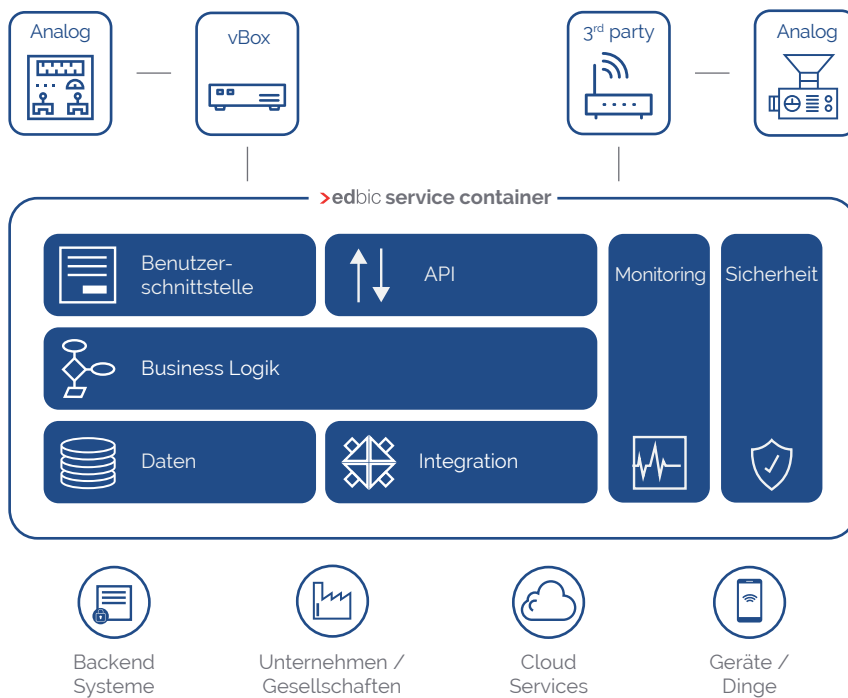 Analog
vBox
3rd party
Analog
edbic service container
Benutzer-
schnittstelle
API
Monitoring
Sicherheit
Business Logik
Daten
Integration
Backend
Systeme
Unternehmen /
Gesellschaften
Cloud
Services
Geräte /
Dinge